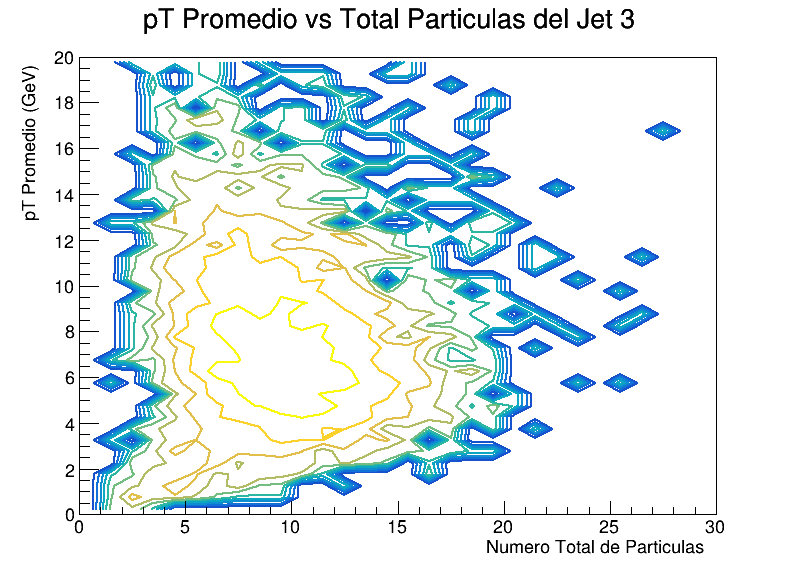 pT Promedio vs Total Particulas del Jet 3
pT Promedio (GeV)
20
18
16
14
12
10
8
6
4
2
0
0 5 10 15 20 25 30
Numero Total de Particulas